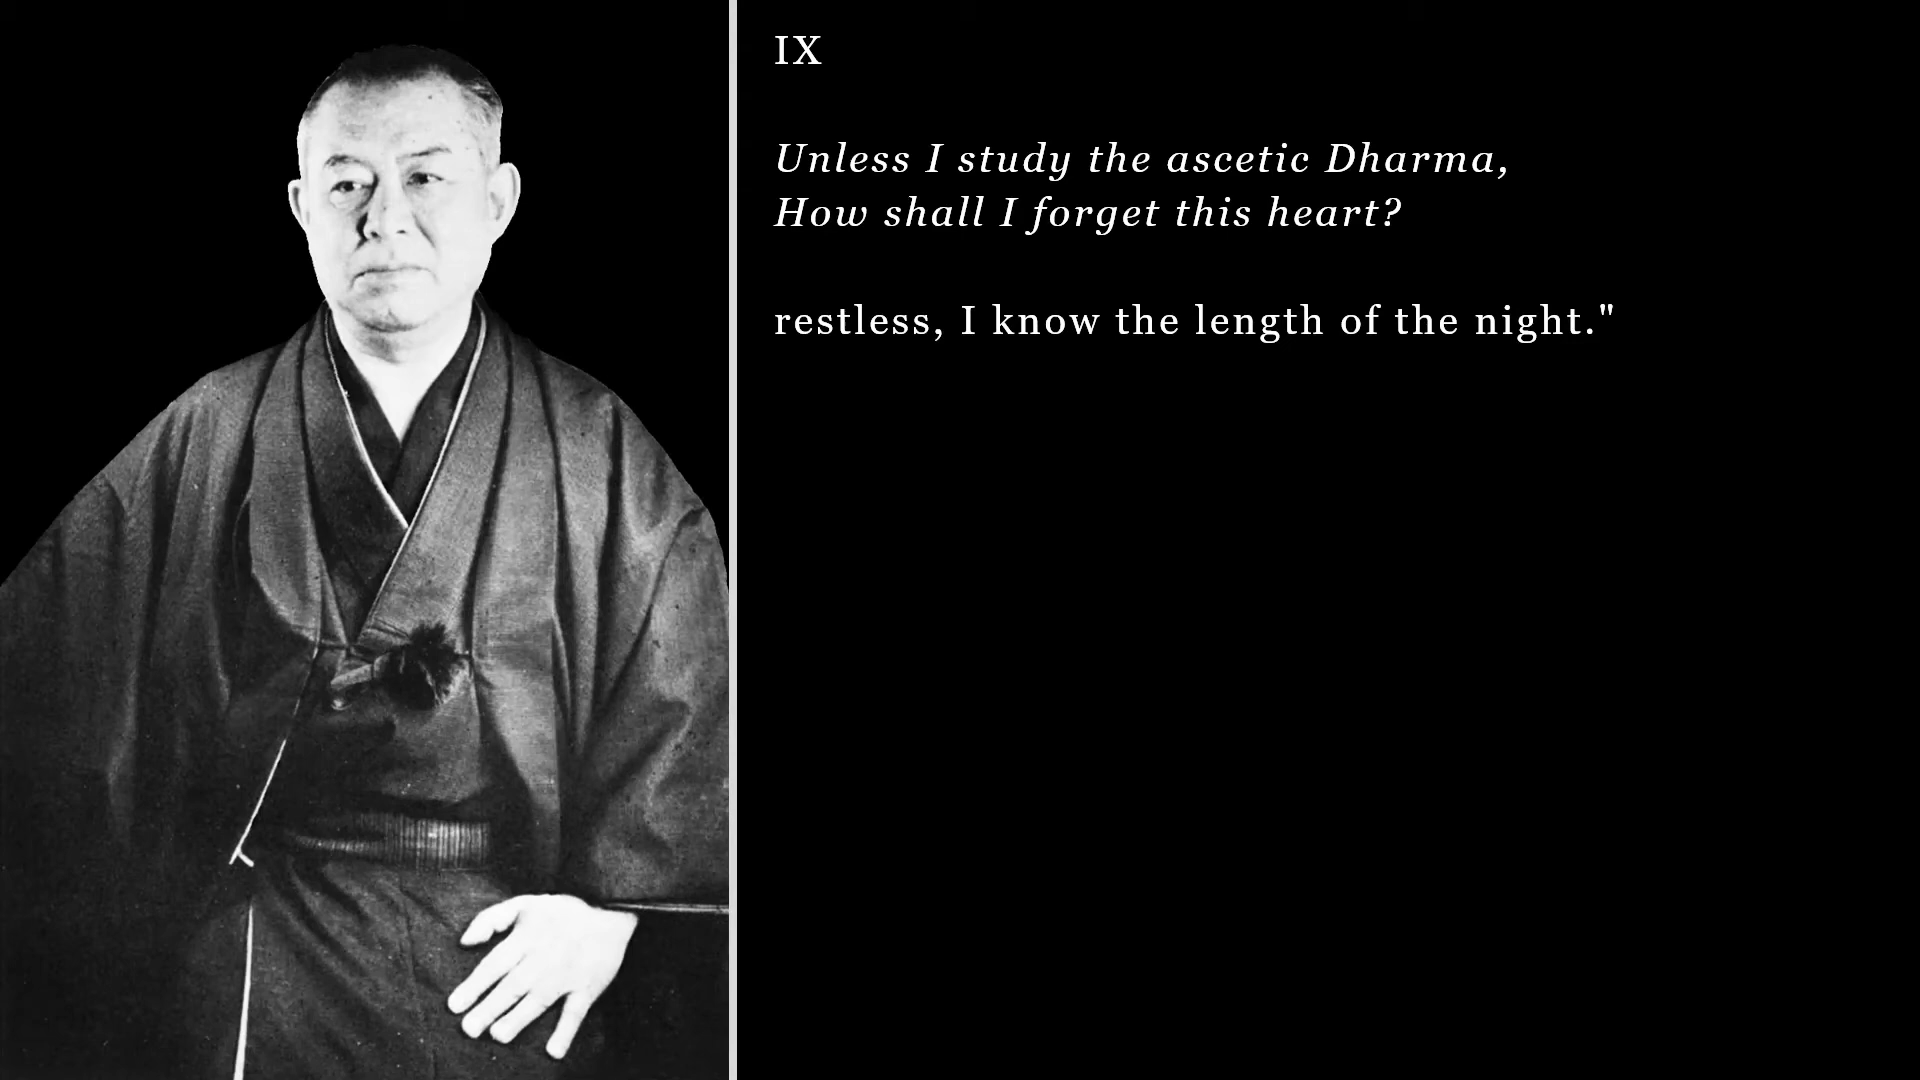 IX
Unless I study the ascetic Dharma,
How shall I forget this heart?
restless, I know the length of the night."